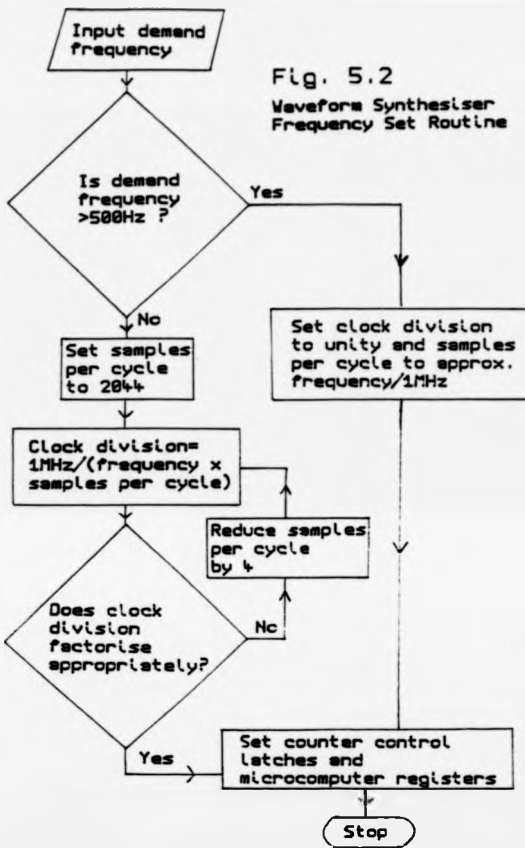 Input demand
frequency
Fig. 5.2
Waveform Synthesiser
Frequency Set Routine
Is demand
frequency
>500Hz ?
Yes
No
Set samples
per cycle
to 2044
Set clock division
to unity and samples
per cycle to approx.
frequency/1MHz
Clock division=
1MHz/(frequency x
samples per cycle)
Reduce samples
per cycle
by 4
Does clock
division
factorise
appropriately?
No
Yes
Set counter control
latches and
microcomputer registers
Stop